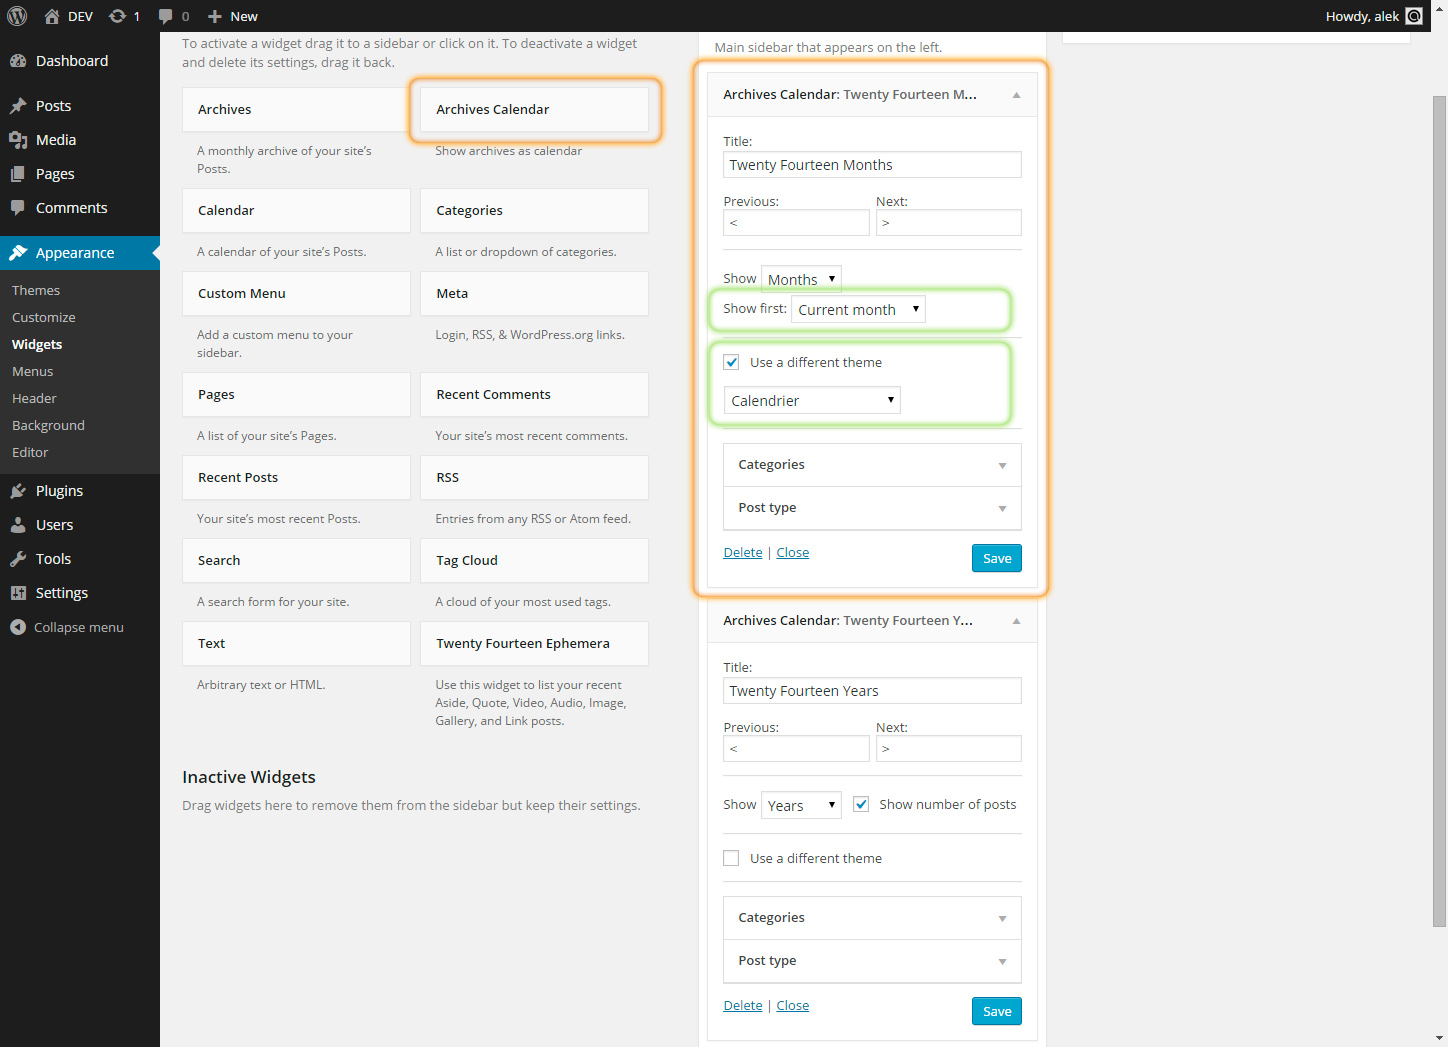 DEV
1
0
New
Howdy, alek
Dashboard
Posts
Media
Pages
Comments
Appearance
Themes
Customize
Widgets
Menus
Header
Background
Editor
Plugins
Users
Tools
Settings
Collapse menu
To activate a widget drag it to a sidebar or click on it. To deactivate a widget
and delete its settings, drag it back.
Archives
A monthly archive of your site's
Posts.
Archives Calendar
Show archives as calendar
Calendar
A calendar of your site's Posts.
Categories
A list or dropdown of categories.
Custom Menu
Add a custom menu to your
sidebar.
Meta
Login, RSS, & WordPress.org links.
Pages
A list of your site's Pages.
Recent Comments
Your site's most recent comments.
Recent Posts
Your site's most recent Posts.
RSS
Entries from any RSS or Atom feed.
Search
A search form for your site.
Tag Cloud
A cloud of your most used tags.
Text
Arbitrary text or HTML.
Twenty Fourteen Ephemera
Use this widget to list your recent
Aside, Quote, Video, Audio, Image,
Gallery, and Link posts.
Inactive Widgets
Drag widgets here to remove them from the sidebar but keep their settings.
Main sidebar that appears on the left.
Archives Calendar: Twenty Fourteen M...
Title:
Twenty Fourteen Months
Previous: Next:
< >
Show Months
Show first: Current month
Use a different theme
Calendrier
Categories
Post type
Delete | Close Save
Archives Calendar: Twenty Fourteen Y...
Title:
Twenty Fourteen Years
Previous: Next:
< >
Show Years Show number of posts
Use a different theme
Categories
Post type
Delete | Close Save